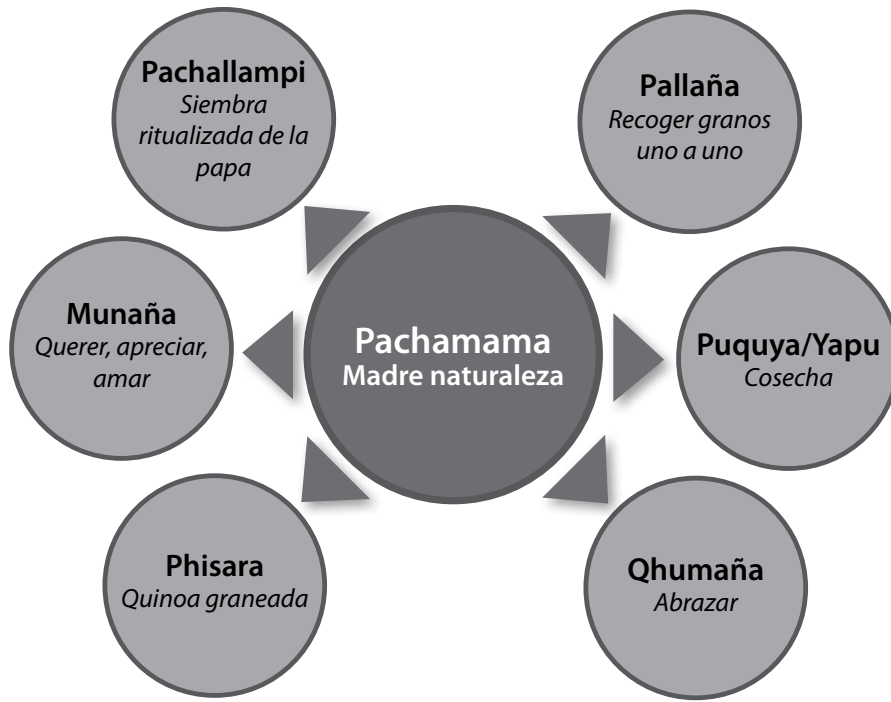 Pachallampi
Siembra
ritualizada de la
papa
Pallaña
Recoger granos
uno a uno
Munaña
Querer, apreciar,
amar
Pachamama
Madre naturaleza
Puquya/Yapu
Cosecha
Phisara
Quinoa graneada
Qhumaña
Abrazar